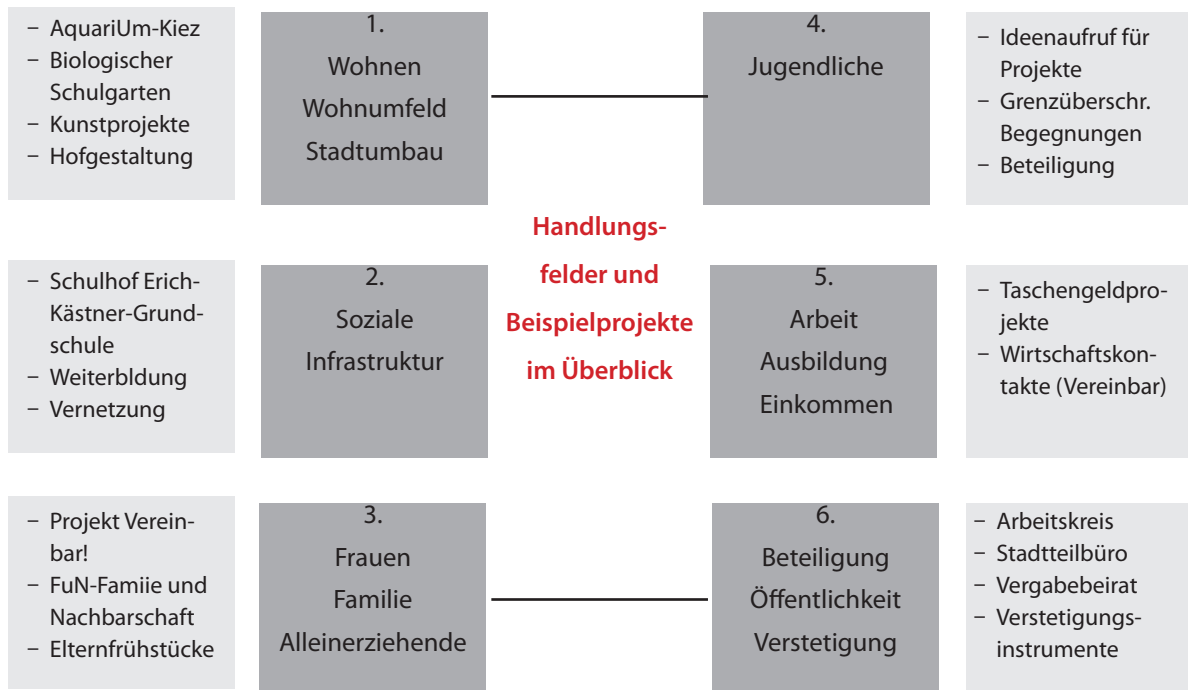 – AquariUm-Kiez
– Biologischer
Schulgarten
– Kunstprojekte
– Hofgestaltung
1.
Wohnen
Wohnumfeld
Stadtumbau
4.
Jugendliche
– Ideenaufruf für
Projekte
– Grenzüberschr.
Begegnungen
– Beteiligung
Handlungs-
felder und
Beispielprojekte
im Überblick
– Schulhof Erich-
Kästner-Grund-
schule
– Weiterbldung
– Vernetzung
2.
Soziale
Infrastruktur
5.
Arbeit
Ausbildung
Einkommen
– Taschengeldpro-
jekte
– Wirtschaftskon-
takte (Vereinbar)
– Projekt Verein-
bar!
– FuN-Famiie und
Nachbarschaft
– Elternfrühstücke
3.
Frauen
Familie
Alleinerziehende
6.
Beteiligung
Öffentlichkeit
Verstetigung
– Arbeitskreis
– Stadtteilbüro
– Vergabebeirat
– Verstetigungs-
instrumente